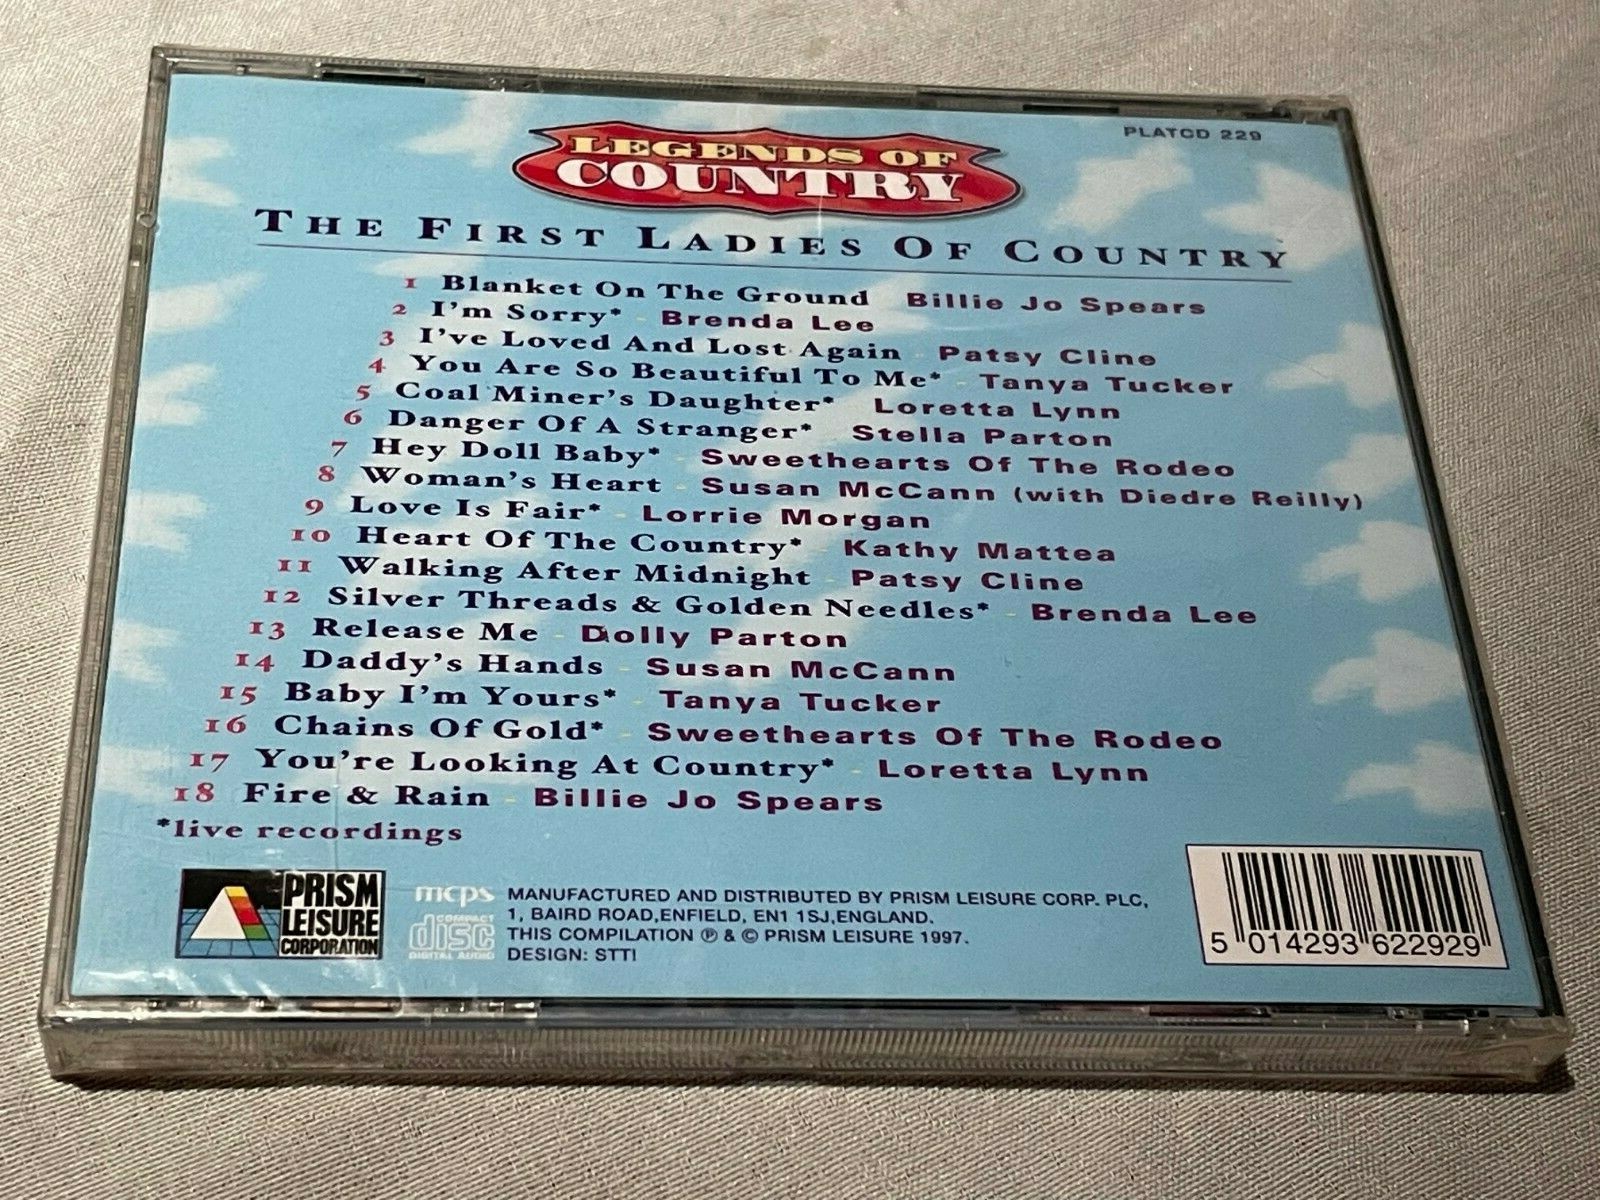 PLATCD 229
LEGENDS OF
COUNTRY
THE FIRST LADIES OF COUNTRY
1 Blanket On The Ground Billie Jo Spears
2 I'm Sorry* - Brenda Lee
3 I've Loved And Lost Again - Patsy Cline
4 You Are So Beautiful To Me* - Tanya Tucker
5 Coal Miner's Daughter* - Loretta Lynn
6 Danger Of A Stranger* - Stella Parton
7 Hey Doll Baby* - Sweethearts Of The Rodeo
8 Woman's Heart - Susan McCann (with Diedre Reilly)
9 Love Is Fair* - Lorrie Morgan
10 Heart Of The Country* - Kathy Mattea
11 Walking After Midnight - Patsy Cline
12 Silver Threads & Golden Needles* - Brenda Lee
13 Release Me - Dolly Parton
14 Daddy's Hands - Susan McCann
15 Baby I'm Yours* - Tanya Tucker
16 Chains Of Gold* - Sweethearts Of The Rodeo
17 You're Looking At Country* - Loretta Lynn
18 Fire & Rain - Billie Jo Spears
*live recordings
PRISM
LEISURE
CORPORATION
mcps
COMPACT
disc
DIGITAL AUDIO
MANUFACTURED AND DISTRIBUTED BY PRISM LEISURE CORP. PLC,
1, BAIRD ROAD,ENFIELD, EN1 1SJ,ENGLAND.
THIS COMPILATION ℗ & © PRISM LEISURE 1997.
DESIGN: STTI
5 014293 622929